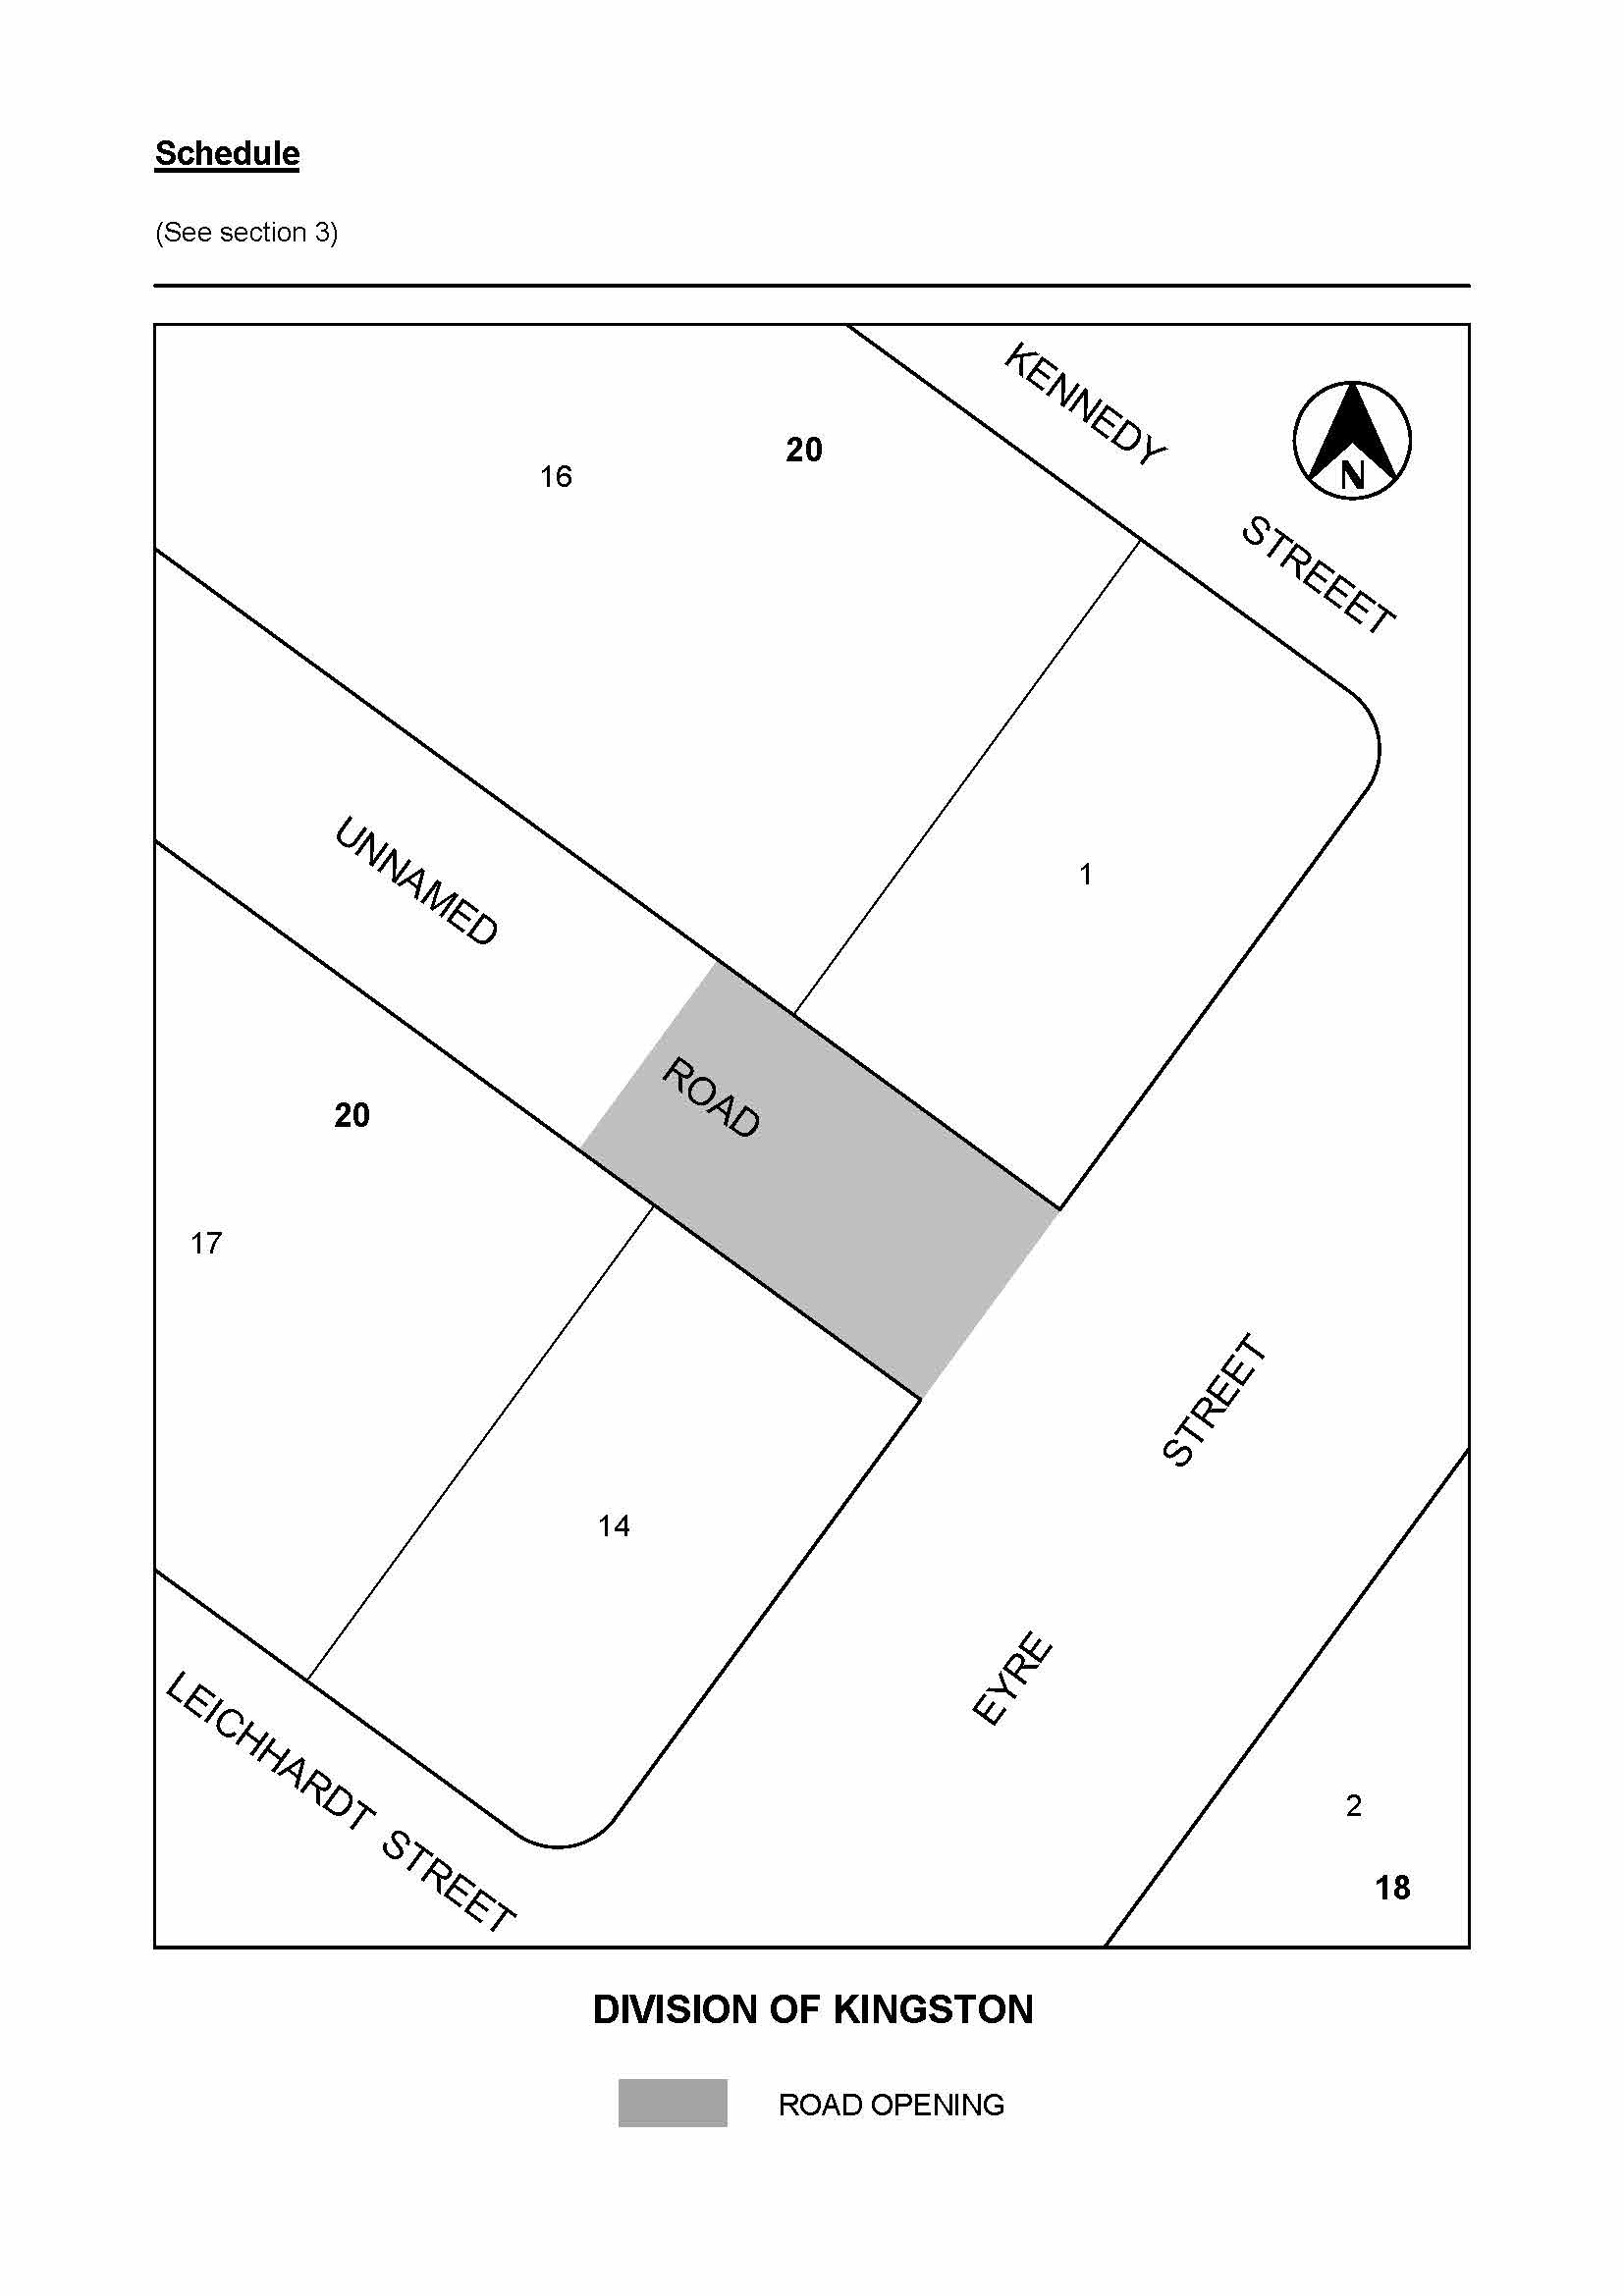 Schedule
(See section 3)
KENNEDY
STREEET
N
20
16
1
UNNAMED
ROAD
20
17
14
STREET
EYRE
LEICHHARDT STREET
2
18
DIVISION OF KINGSTON
ROAD OPENING